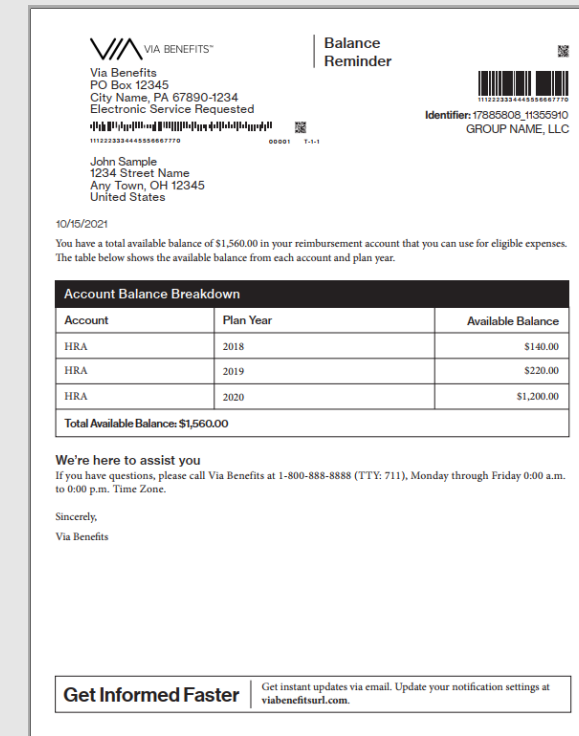 VIA BENEFITS™
Balance
Reminder
Via Benefits
PO Box 12345
City Name, PA 67890-1234
Electronic Service Requested
1112223334445556667770
00001 T-1-1
1112223334445556667770
Identifier: 17885808_11355910
GROUP NAME, LLC
John Sample
1234 Street Name
Any Town, OH 12345
United States
10/15/2021
You have a total available balance of $1,560.00 in your reimbursement account that you can use for eligible expenses.
The table below shows the available balance from each account and plan year.
Account Balance Breakdown
Account Plan Year Available Balance
HRA 2018 $140.00
HRA 2019 $220.00
HRA 2020 $1,200.00
Total Available Balance: $1,560.00
We're here to assist you
If you have questions, please call Via Benefits at 1-800-888-8888 (TTY: 711), Monday through Friday 0:00 a.m.
to 0:00 p.m. Time Zone.
Sincerely,
Via Benefits
Get Informed Faster
Get instant updates via email. Update your notification settings at
viabenefitsurl.com.